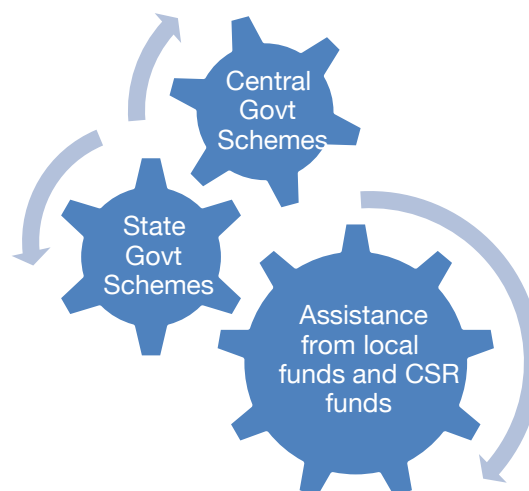 Central
Govt
Schemes
State
Govt
Schemes
Assistance
from local
funds and CSR
funds